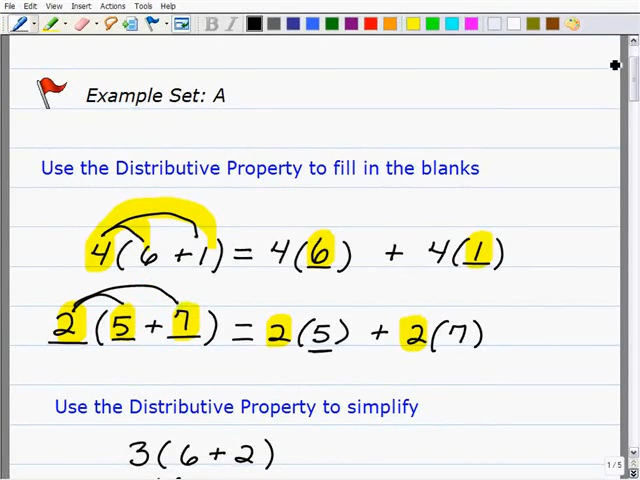 File Edit View Insert Actions Tools Help
Example Set: A
Use the Distributive Property to fill in the blanks
4(6 + 1) = 4(6) + 4(1)
2(5 + 7) = 2(5) + 2(7)
Use the Distributive Property to simplify
3(6 + 2)
1/5